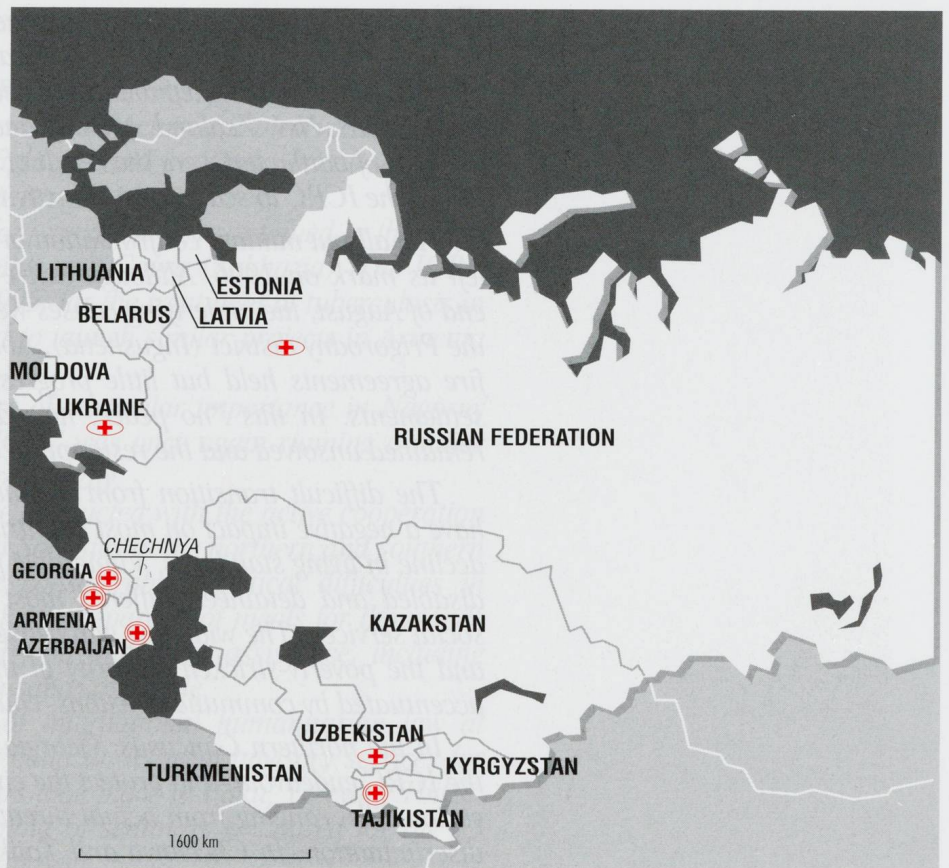 LITHUANIA
ESTONIA
BELARUS
LATVIA
MOLDOVA
UKRAINE
RUSSIAN FEDERATION
CHECHNYA
GEORGIA
ARMENIA
KAZAKSTAN
AZERBAIJAN
UZBEKISTAN
KYRGYZSTAN
TURKMENISTAN
TAJIKISTAN
1600 km